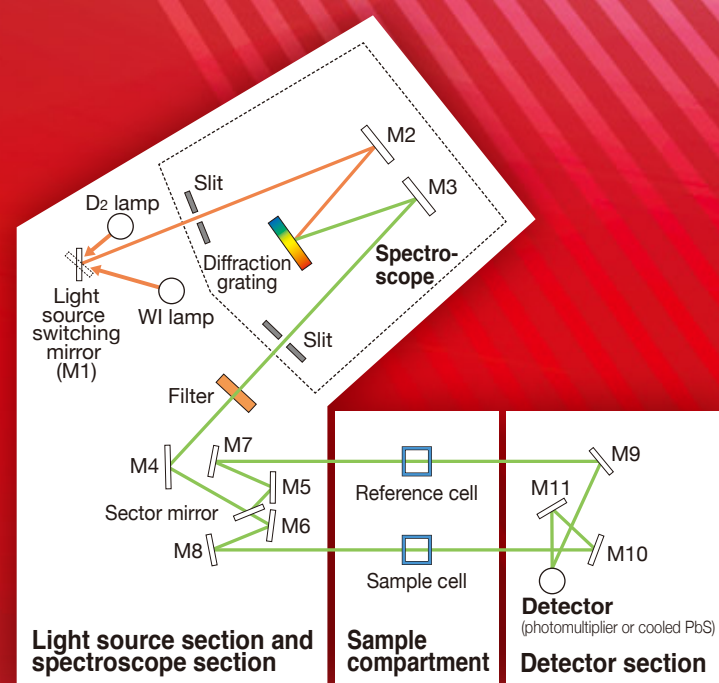 M2
M3
Slit
D2 lamp
Diffraction
grating
Spectro-
scope
Light
source
switching
mirror
(M1)
WI lamp
Slit
Filter
M4
M7
M5
Sector mirror
M6
M8
Reference cell
Sample cell
M9
M11
M10
Detector
(photomultiplier or cooled PbS)
Light source section and
spectroscope section
Sample
compartment
Detector section